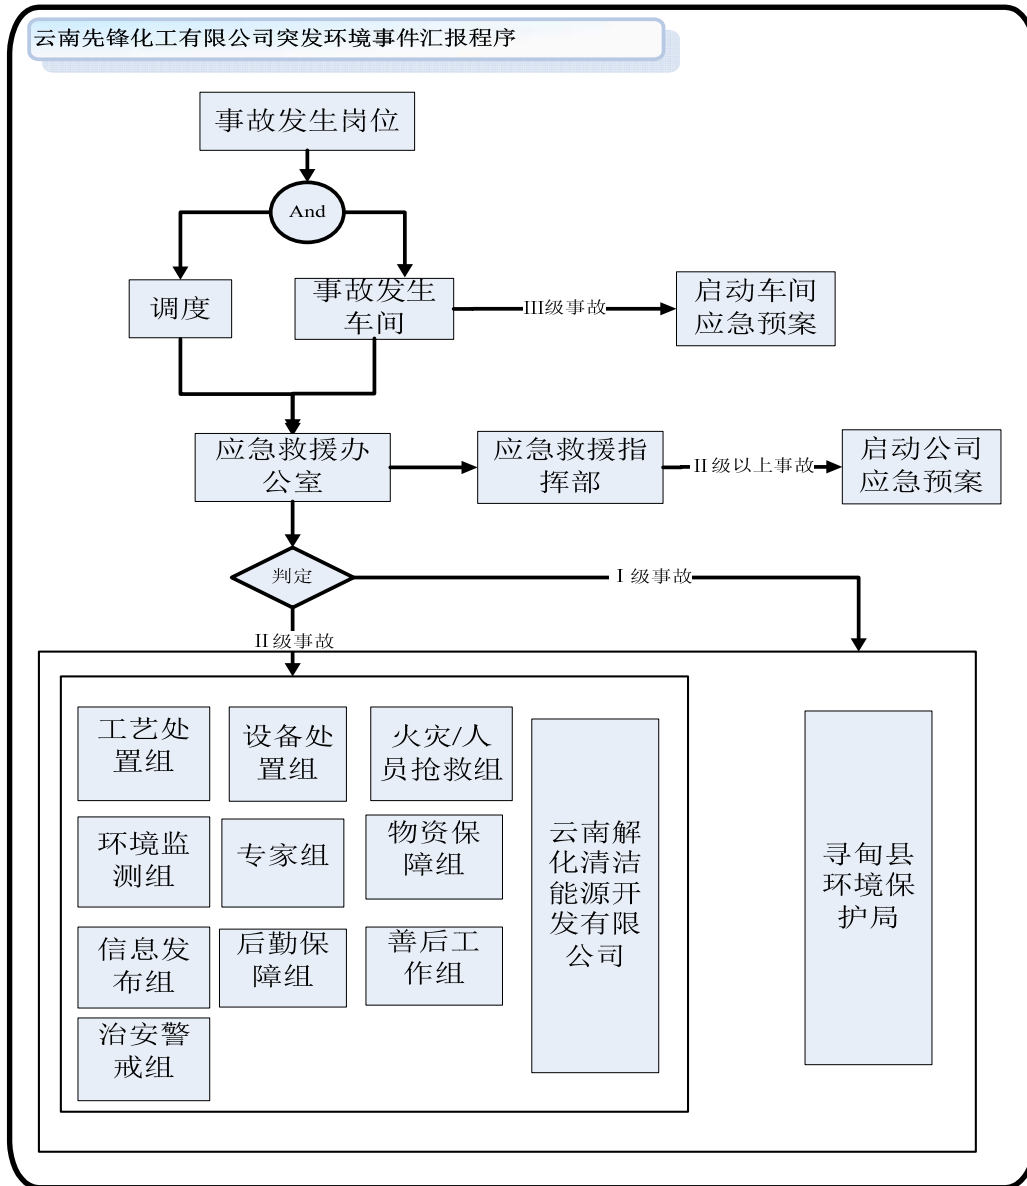 云南先锋化工有限公司突发环境事件汇报程序
事故发生岗位
And
调度
事故发生
车间
III级事故
启动车间
应急预案
应急救援办
公室
应急救援指
挥部
II级以上事故
启动公司
应急预案
判定
I 级事故
II级事故
工艺处
置组
设备处
置组
火灾/人
员抢救组
环境监
测组
专家组
物资保
障组
信息发
布组
后勤保
障组
善后工
作组
治安警
戒组
云南解
化清洁
能源开
发有限
公司
寻甸县
环境保
护局